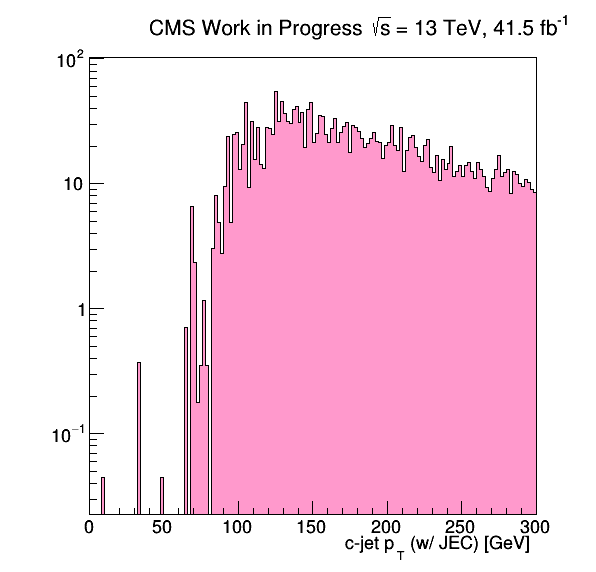 CMS Work in Progress √s = 13 TeV, 41.5 fb⁻¹
10²
10
1
10⁻¹
0 50 100 150 200 250 300
c-jet p_T (w/ JEC) [GeV]